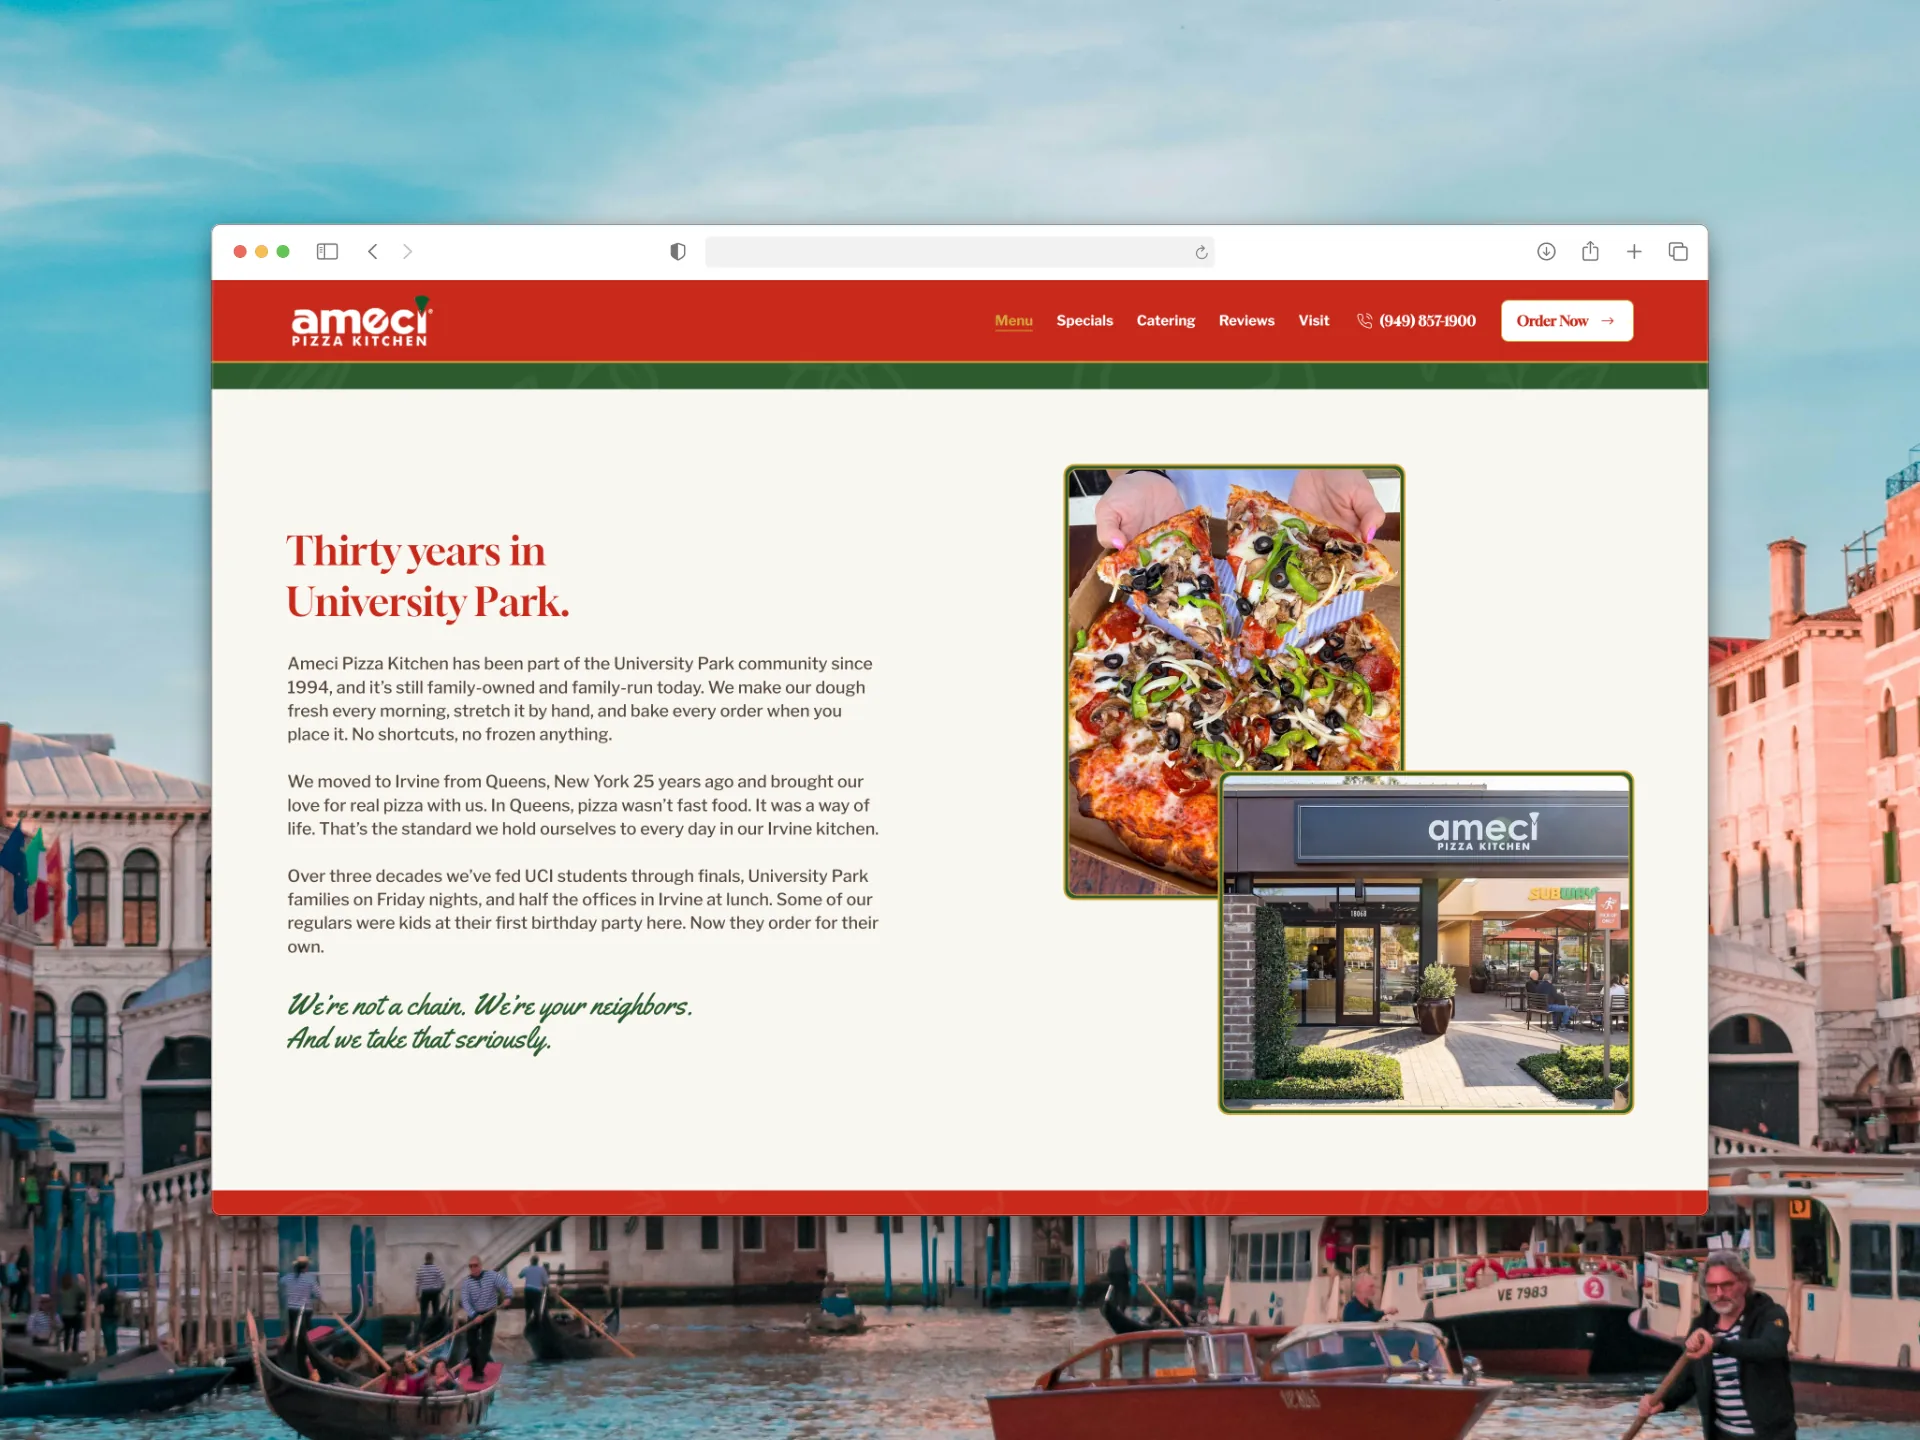 ameci
PIZZA KITCHEN
Menu Specials Catering Reviews Visit (949) 857-1900 Order Now →
Thirty years in
University Park.
Ameci Pizza Kitchen has been part of the University Park community since
1994, and it's still family-owned and family-run today. We make our dough
fresh every morning, stretch it by hand, and bake every order when you
place it. No shortcuts, no frozen anything.
We moved to Irvine from Queens, New York 25 years ago and brought our
love for real pizza with us. In Queens, pizza wasn't fast food. It was a way of
life. That's the standard we hold ourselves to every day in our Irvine kitchen.
Over three decades we've fed UCI students through finals, University Park
families on Friday nights, and half the offices in Irvine at lunch. Some of our
regulars were kids at their first birthday party here. Now they order for their
own.
We're not a chain. We're your neighbors.
And we take that seriously.
ameci
PIZZA KITCHEN
SUBWAY
18068
VE 7983
2